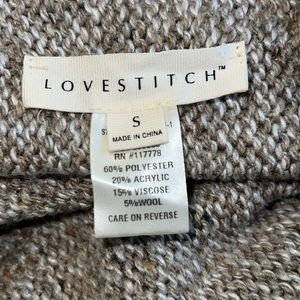 LOVESTITCH™
S
MADE IN CHINA
RN #117778
60% POLYESTER
20% ACRYLIC
15% VISCOSE
5%WOOL
CARE ON REVERSE